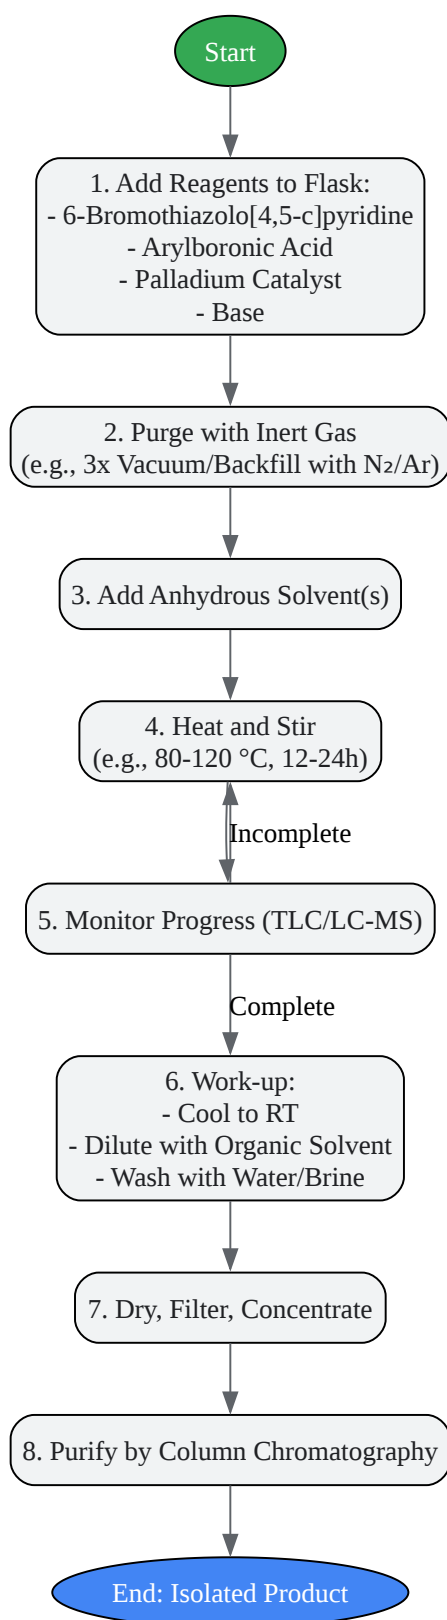 Start
1. Add Reagents to Flask:
- 6-Bromothiazolo[4,5-c]pyridine
- Arylboronic Acid
- Palladium Catalyst
- Base
2. Purge with Inert Gas
(e.g., 3x Vacuum/Backfill with N₂/Ar)
3. Add Anhydrous Solvent(s)
4. Heat and Stir
(e.g., 80-120 °C, 12-24h)
Incomplete
5. Monitor Progress (TLC/LC-MS)
Complete
6. Work-up:
- Cool to RT
- Dilute with Organic Solvent
- Wash with Water/Brine
7. Dry, Filter, Concentrate
8. Purify by Column Chromatography
End: Isolated Product